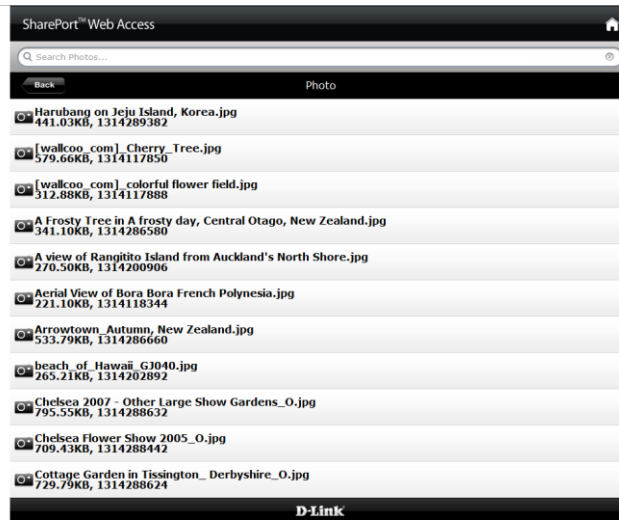 SharePort™ Web Access
Search Photos...
Back
Photo
Harubang on Jeju Island, Korea.jpg
441.03KB, 1314289382
[wallcoo_com]_Cherry_Tree.jpg
579.66KB, 1314117850
[wallcoo_com]_colorful flower field.jpg
312.88KB, 1314117888
A Frosty Tree in A frosty day, Central Otago, New Zealand.jpg
341.10KB, 1314286580
A view of Rangitito Island from Auckland's North Shore.jpg
270.50KB, 1314200906
Aerial View of Bora Bora French Polynesia.jpg
221.10KB, 1314118344
Arrowtown_Autumn, New Zealand.jpg
533.79KB, 1314286660
beach_of_Hawaii_GJ040.jpg
265.21KB, 1314202892
Chelsea 2007 - Other Large Show Gardens_O.jpg
795.55KB, 1314288632
Chelsea Flower Show 2005_O.jpg
709.43KB, 1314288442
Cottage Garden in Tissington_ Derbyshire_O.jpg
729.79KB, 1314288624
D-Link